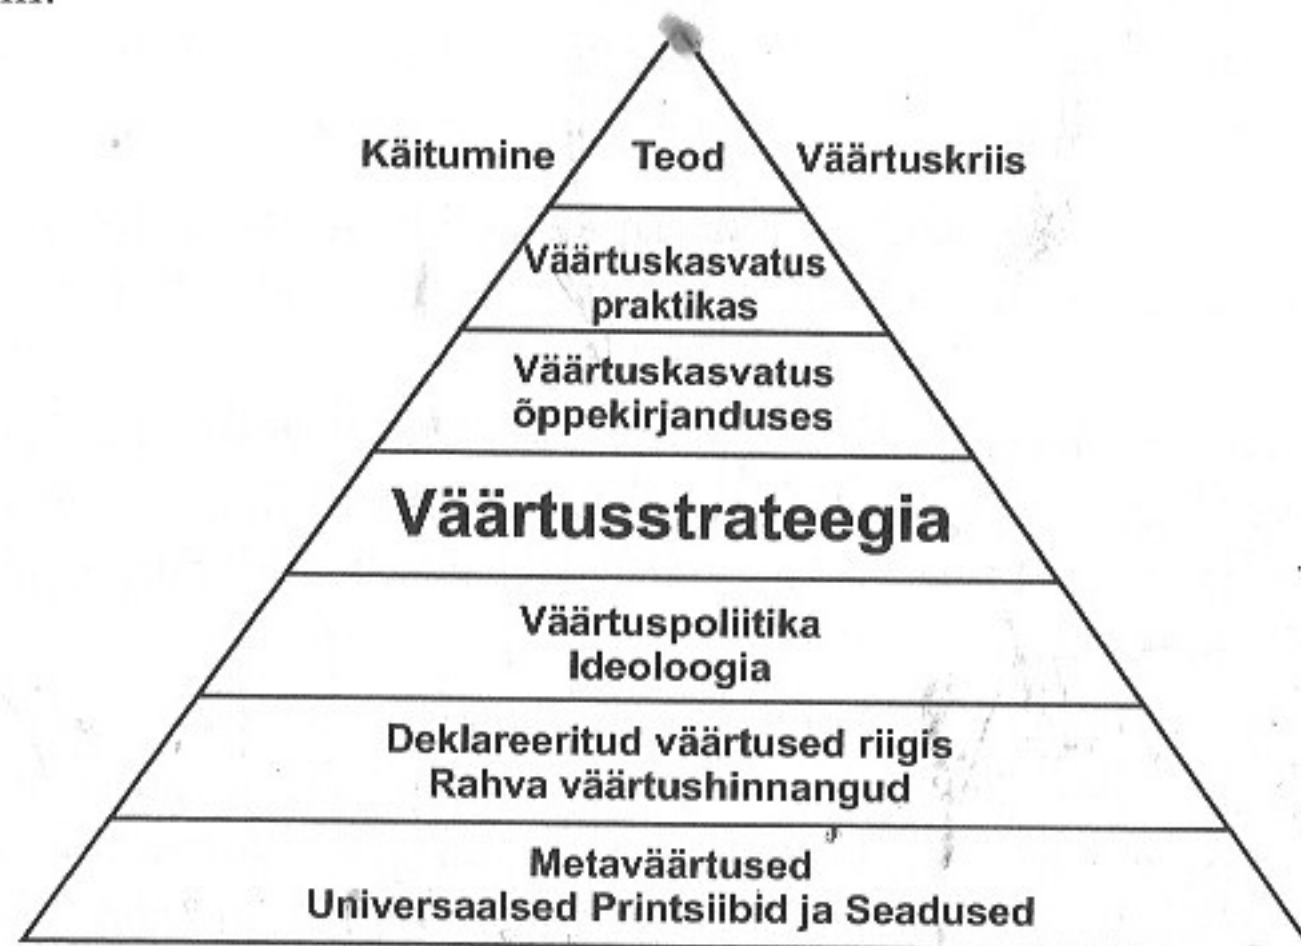 Käitumine Teod Väärtuskriis
Väärtuskasvatus
praktikas
Väärtuskasvatus
õppekirjanduses
Väärtusstrateegia
Väärtuspoliitika
Ideoloogia
Deklareeritud väärtused riigis
Rahva väärtushinnangud
Metaväärtused
Universaalsed Printsiibid ja Seadused